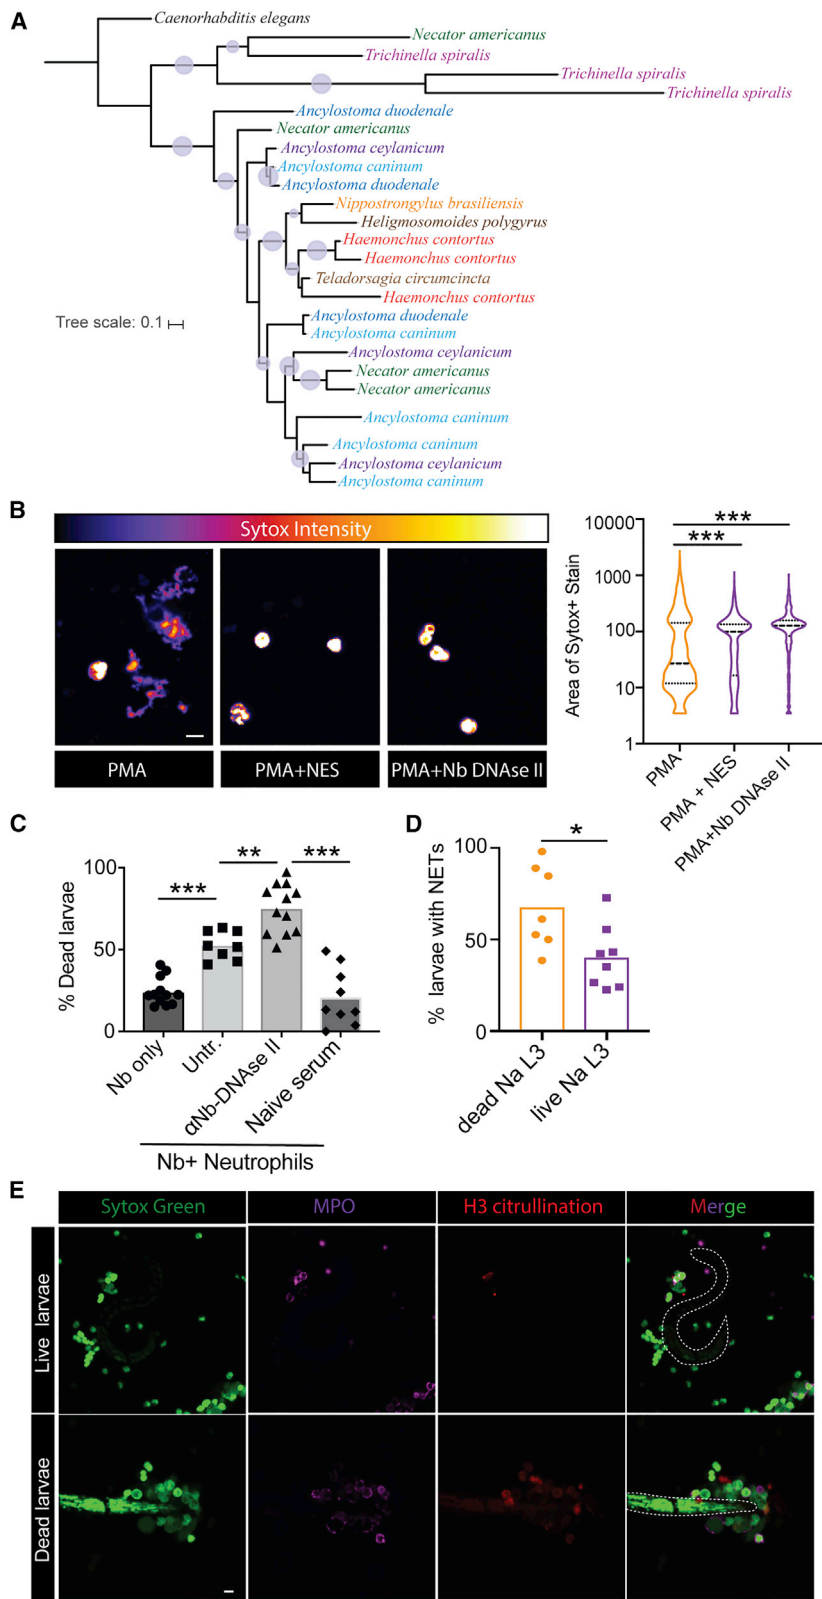 A
Caenorhabditis elegans
Necator americanus
Trichinella spiralis
Trichinella spiralis
Trichinella spiralis
Ancylostoma duodenale
Necator americanus
Ancylostoma ceylanicum
Ancylostoma caninum
Ancylostoma duodenale
Nippostrongylus brasiliensis
Heligmosomoides polygyrus
Haemonchus contortus
Haemonchus contortus
Teladorsagia circumcincta
Haemonchus contortus
Tree scale: 0.1
Ancylostoma duodenale
Ancylostoma caninum
Ancylostoma ceylanicum
Necator americanus
Necator americanus
Ancylostoma caninum
Ancylostoma caninum
Ancylostoma ceylanicum
Ancylostoma caninum
B
Sytox Intensity
PMA
PMA+NES
PMA+Nb DNAse II
Area of Sytox+ Stain
10000
1000
100
10
1
***
***
PMA
PMA + NES
PMA+Nb DNAse II
C
% Dead larvae
100
50
0
***
**
***
Nb only
Untr.
αNb-DNAse II
Naive serum
Nb+ Neutrophils
D
% larvae with NETs
100
50
0
*
dead Na L3
live Na L3
E
Sytox Green
MPO
H3 citrullination
Merge
Live larvae
Dead larvae